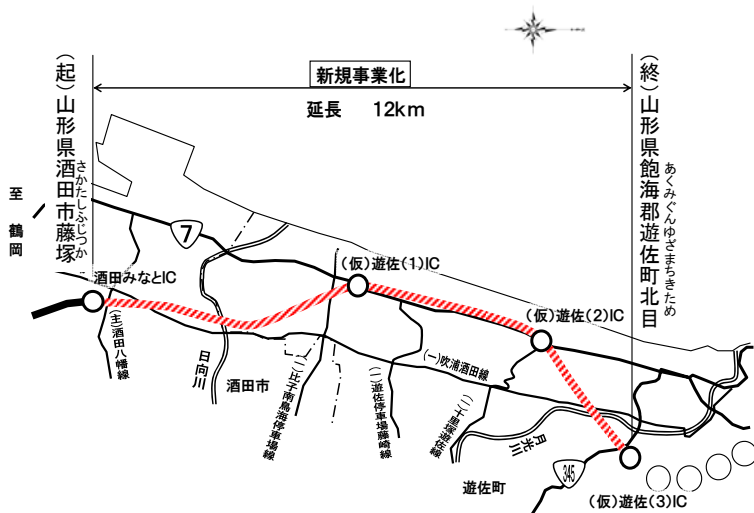 新規事業化
延長 12km
(起)山形県酒田市藤塚
さかたしふじつか
(終)山形県飽海郡遊佐町北目
あくみぐんゆざまちきため
至 鶴岡
7
酒田みなとIC
(仮)遊佐(1)IC
(仮)遊佐(2)IC
(主)酒田八幡線
日向川
酒田市
(一)比子南鳥海停車場線
(一)遊佐停車場藤崎線
(一)吹浦酒田線
(一)十里塚遊佐線
月光川
遊佐町
345
(仮)遊佐(3)IC